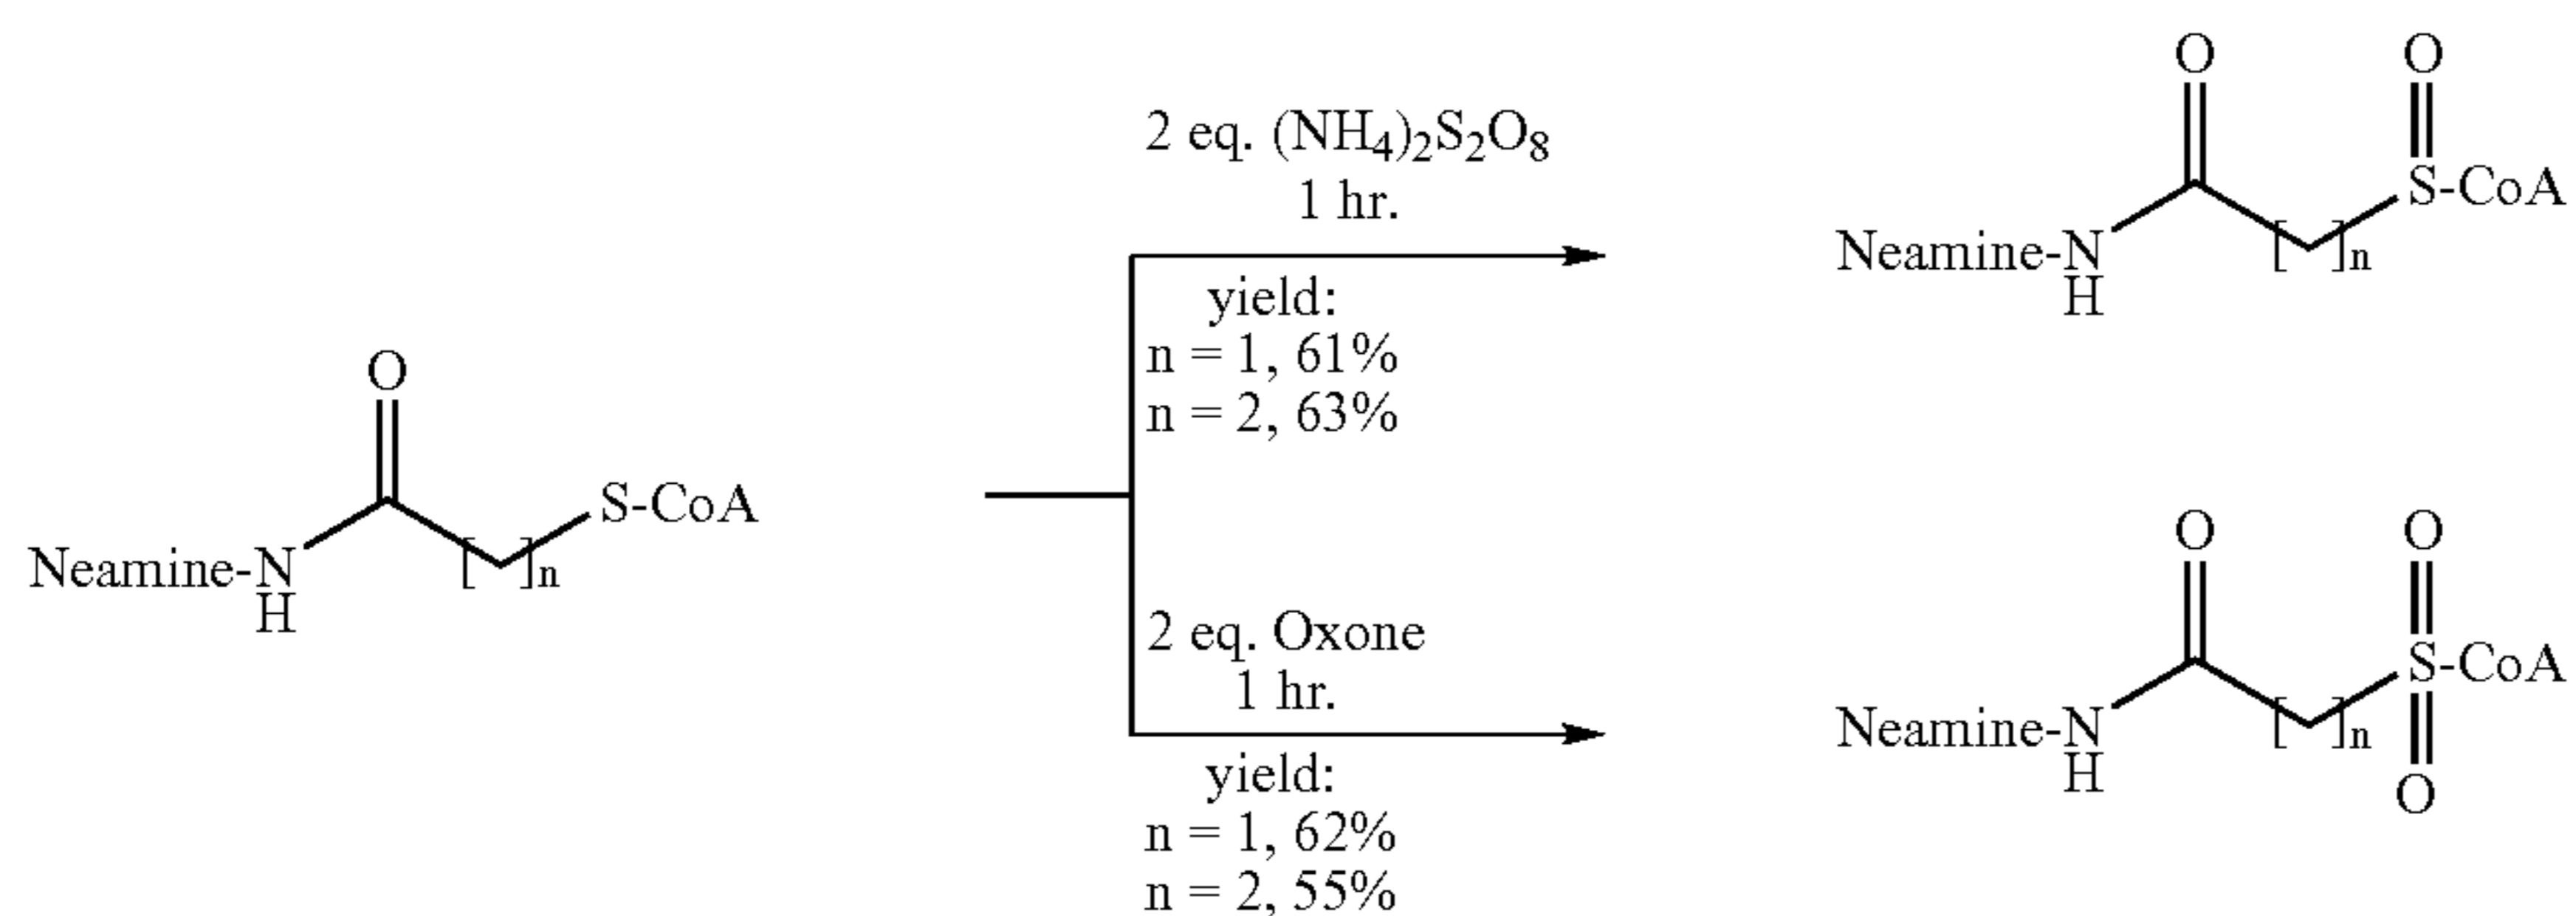 O
S-CoA
Neamine-N
H
[ ]n
2 eq. (NH4)2S2O8
1 hr.
yield:
n = 1, 61%
n = 2, 63%
2 eq. Oxone
1 hr.
yield:
n = 1, 62%
n = 2, 55%
O
O
S-CoA
Neamine-N
H
[ ]n
O
O
S-CoA
Neamine-N
H
[ ]n
O